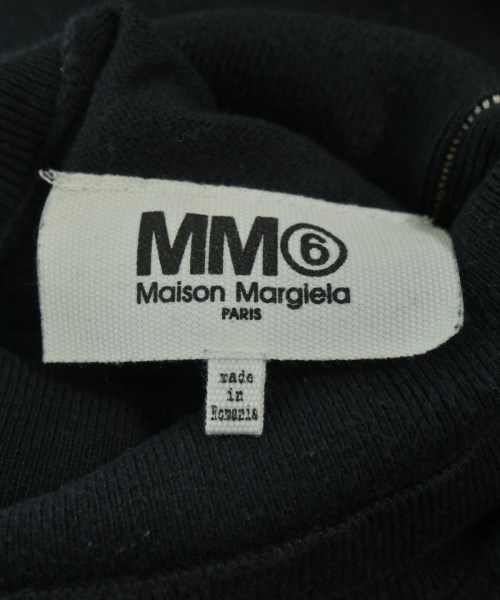 MM⑥
Maison Margiela
PARIS
made
in
Romania